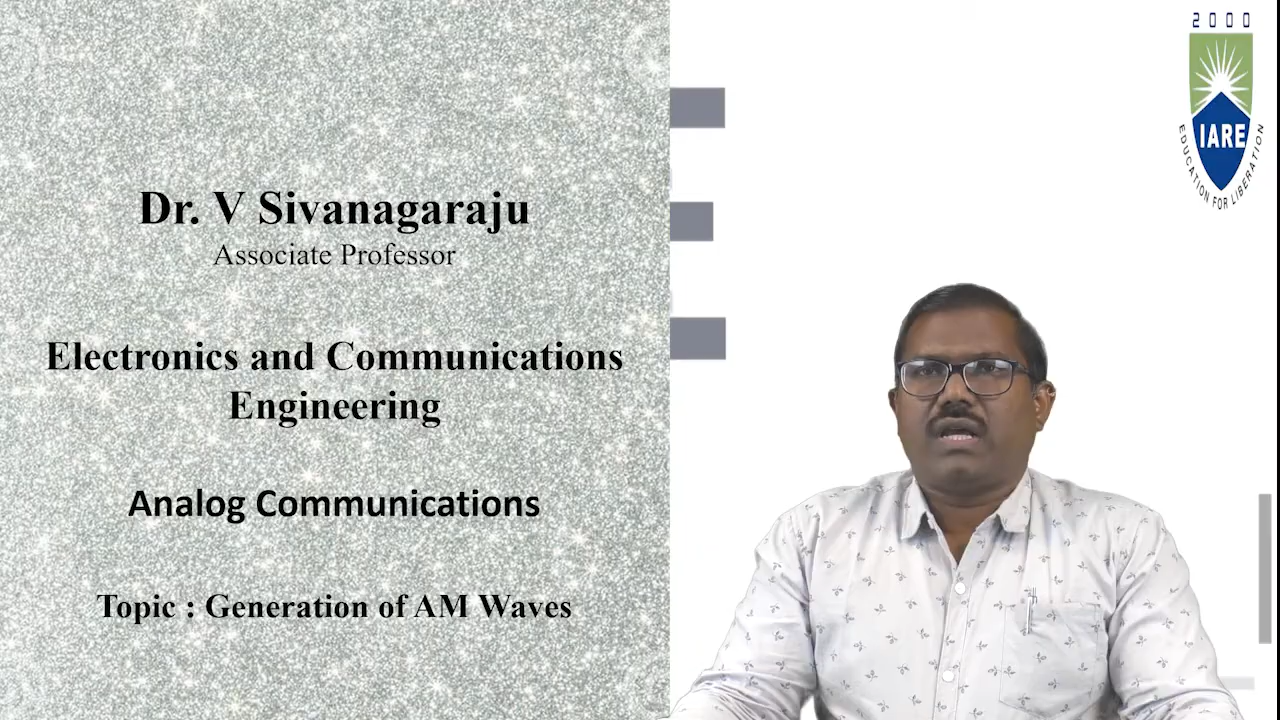 Dr. V Sivanagaraju
Associate Professor
Electronics and Communications
Engineering
Analog Communications
Topic : Generation of AM Waves
2000
IARE
EDUCATION FOR LIBERATION